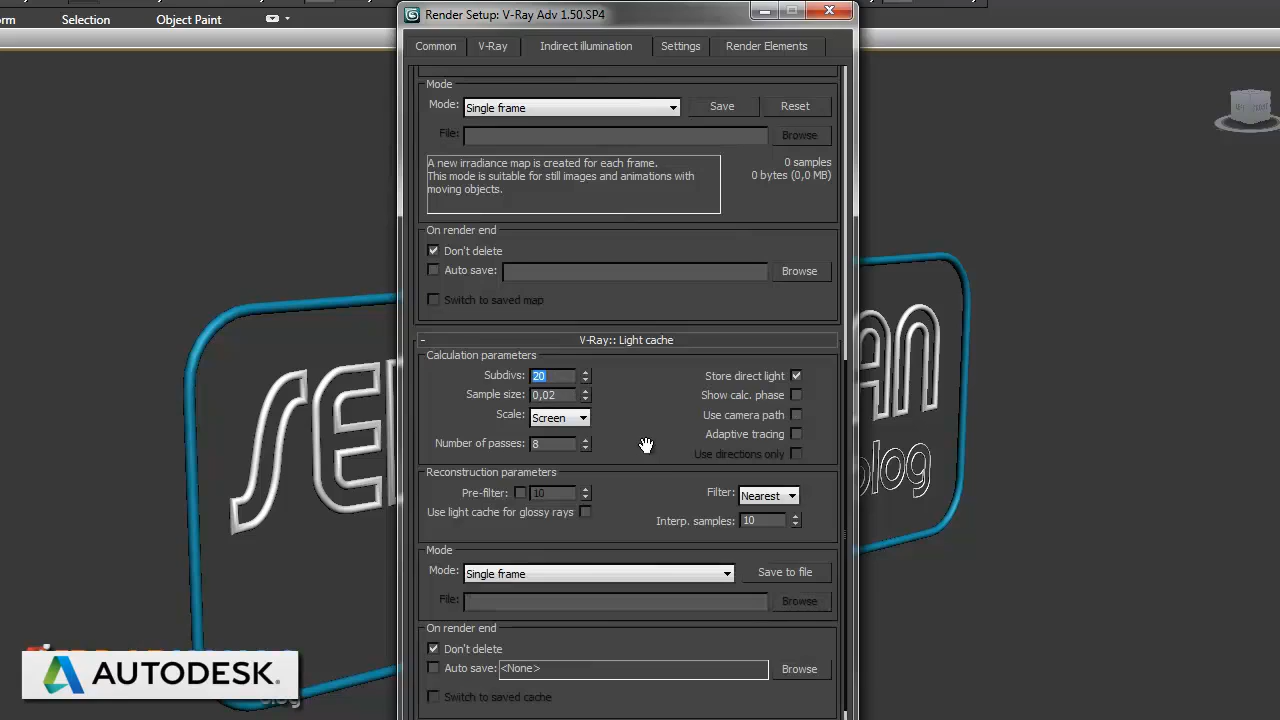 orm
Selection
Object Paint
Render Setup: V-Ray Adv 1.50.SP4
Common
V-Ray
Indirect illumination
Settings
Render Elements
Mode
Mode:
Single frame
Save
Reset
File:
Browse
A new irradiance map is created for each frame.
This mode is suitable for still images and animations with
moving objects.
0 samples
0 bytes (0,0 MB)
On render end
Don't delete
Auto save:
Browse
Switch to saved map
- V-Ray:: Light cache
Calculation parameters
Subdivs: 20
Store direct light
Sample size: 0,02
Show calc. phase
Scale: Screen
Use camera path
Adaptive tracing
Number of passes: 8
Use directions only
Reconstruction parameters
Pre-filter: 10
Filter: Nearest
Use light cache for glossy rays
Interp. samples: 10
Mode
Mode: Single frame
Save to file
File:
Browse
On render end
Don't delete
Auto save: <None>
Browse
Switch to saved cache
SE
AN
blog
AUTODESK.
blog